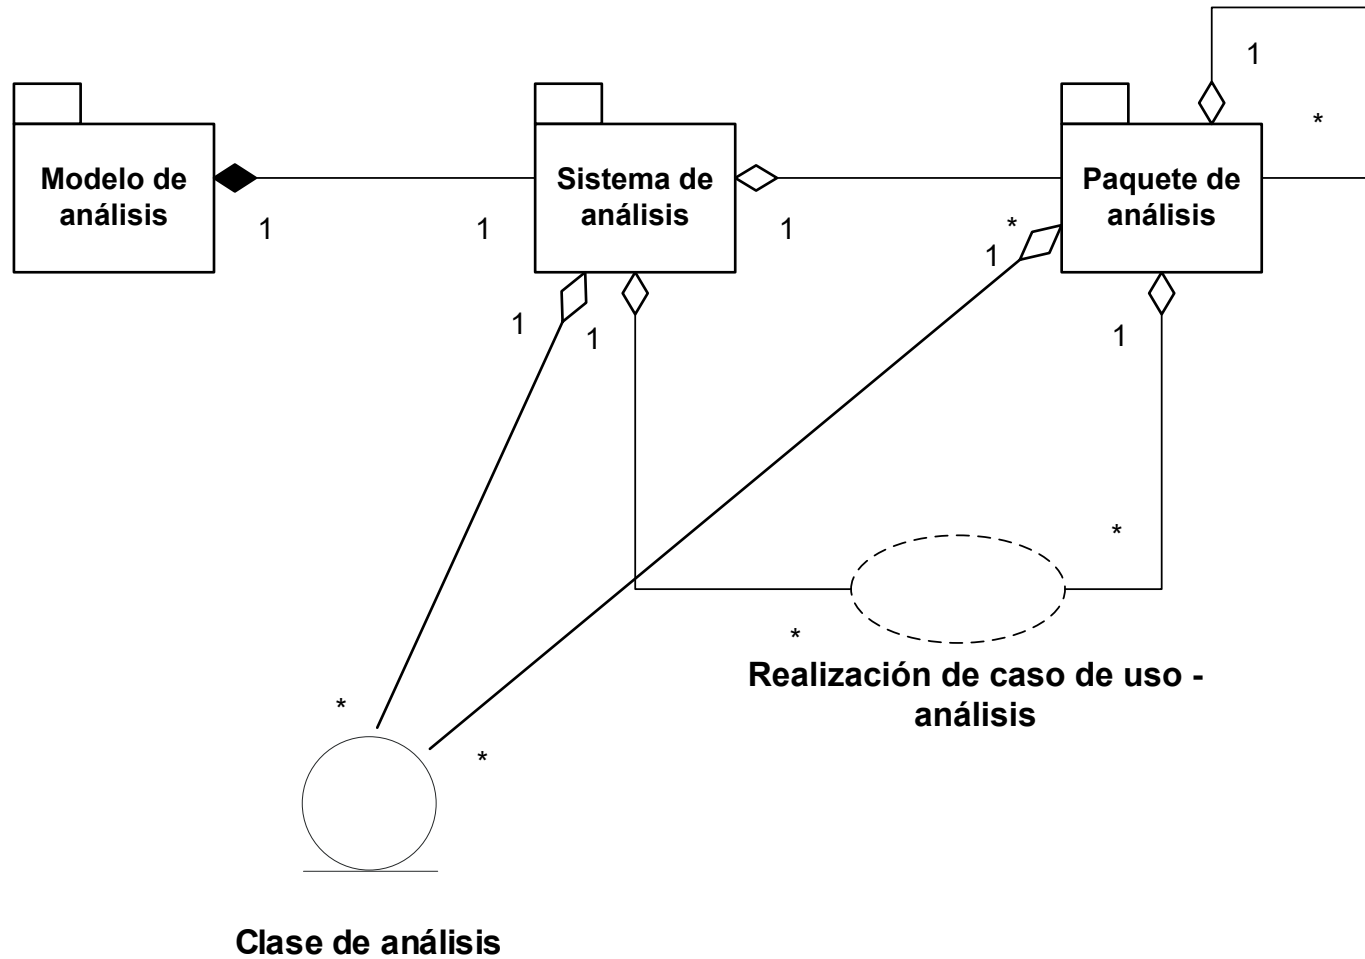 1
*
Modelo de
análisis
Sistema de
análisis
Paquete de
análisis
1
1
1
*
1
1
1
1
*
*
Realización de caso de uso -
análisis
*
*
Clase de análisis